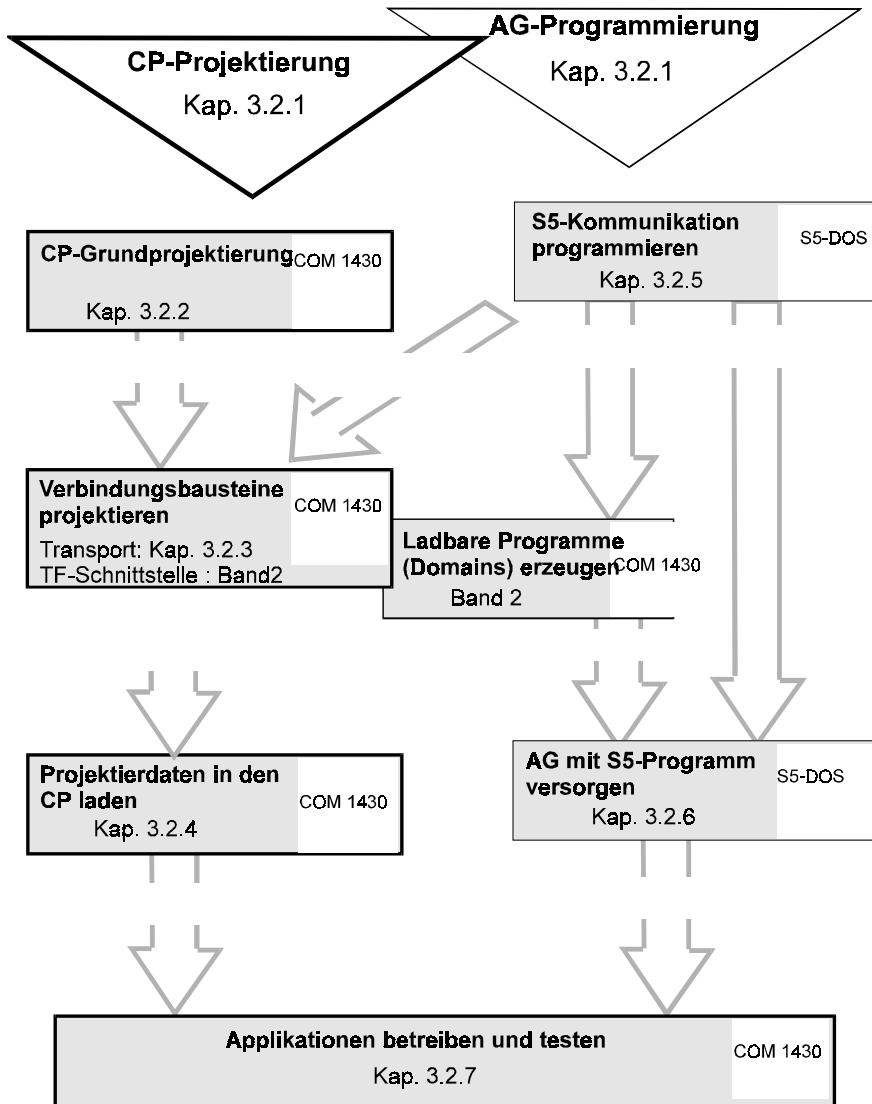 AG-Programmierung
Kap. 3.2.1
CP-Projektierung
Kap. 3.2.1
S5-Kommunikation
programmieren
Kap. 3.2.5
S5-DOS
CP-Grundprojektierung
COM 1430
Kap. 3.2.2
Verbindungsbausteine
projektieren
COM 1430
Transport: Kap. 3.2.3
TF-Schnittstelle : Band2
Ladbare Programme
(Domains) erzeugen
COM 1430
Band 2
Projektierdaten in den
CP laden
Kap. 3.2.4
COM 1430
AG mit S5-Programm
versorgen
Kap. 3.2.6
S5-DOS
Applikationen betreiben und testen
Kap. 3.2.7
COM 1430